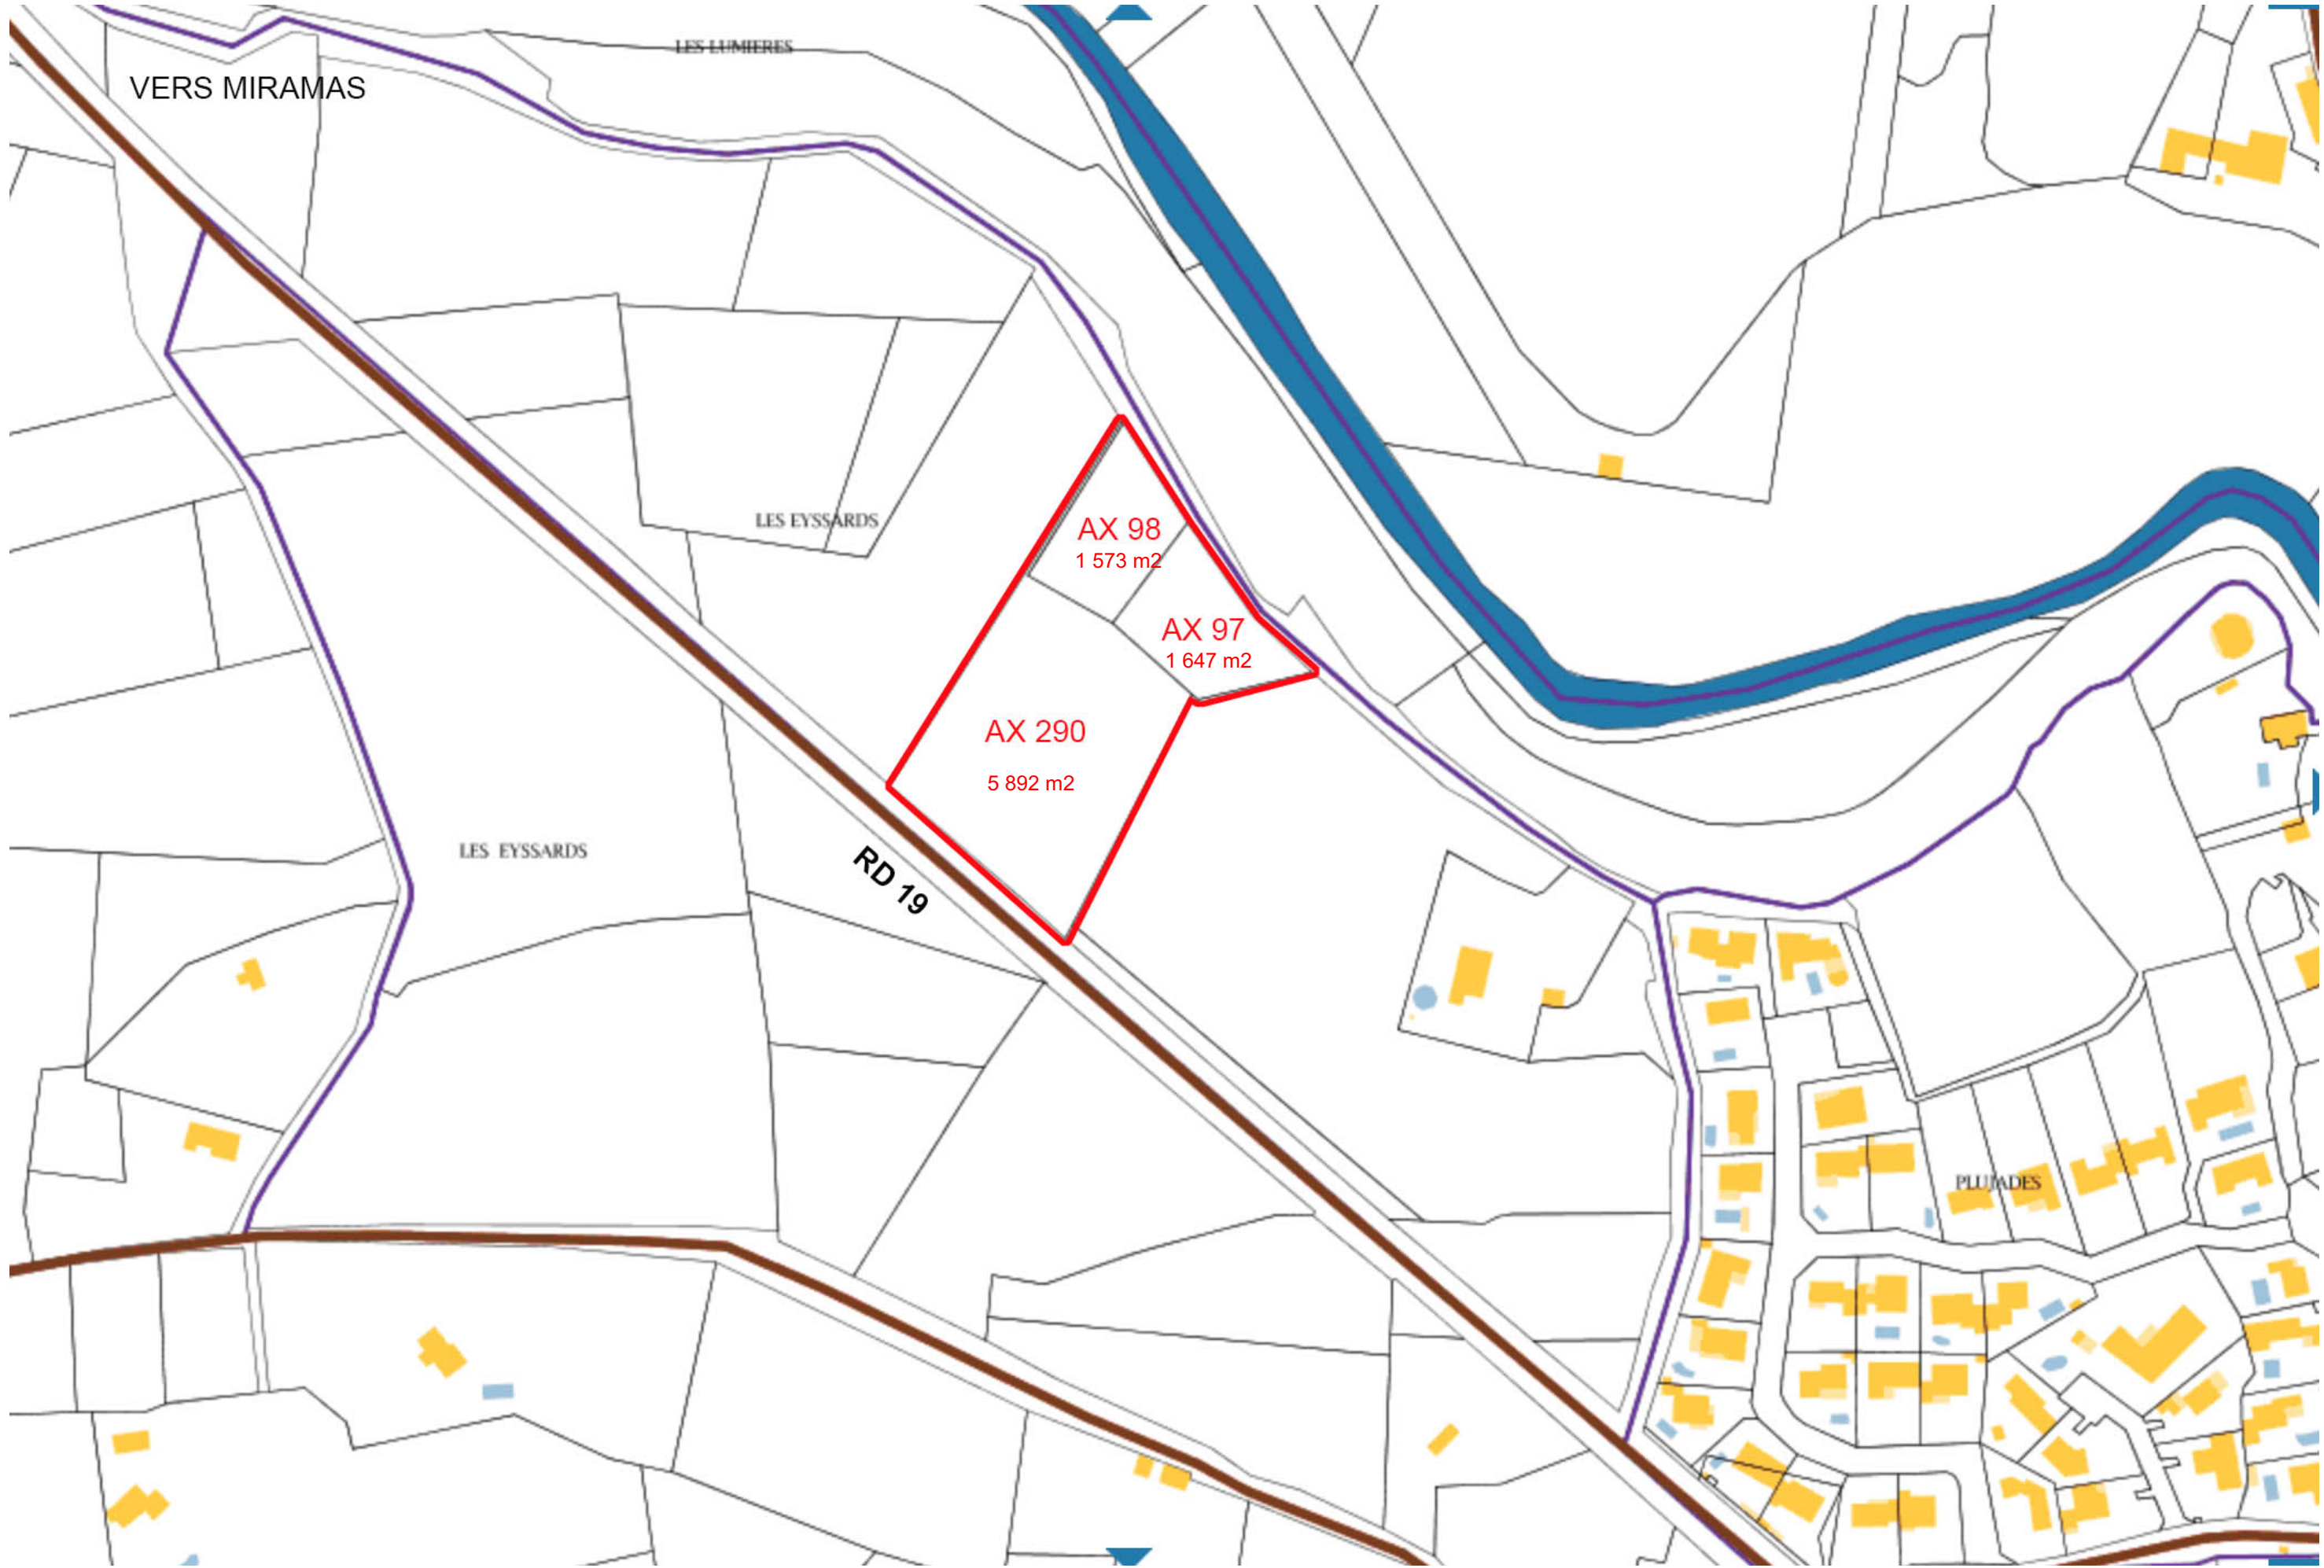 LES LUMIERES
VERS MIRAMAS
LES EYSSARDS
AX 98
1 573 m2
AX 97
1 647 m2
AX 290
5 892 m2
LES EYSSARDS
RD 19
PLUJADES